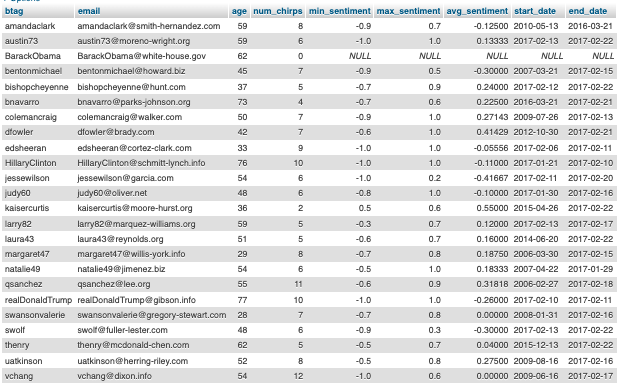 btag email age num_chirps min_sentiment max_sentiment avg_sentiment start_date end_date
amandaclark amandaclark@smith-hernandez.com 59 8 -0.9 0.7 -0.12500 2010-05-13 2016-03-21
austin73 austin73@moreno-wright.org 59 6 -1.0 1.0 0.13333 2017-02-13 2017-02-22
BarackObama BarackObama@white-house.gov 62 0 NULL NULL NULL NULL NULL
bentonmichael bentonmichael@howard.biz 45 7 -0.9 0.5 -0.30000 2007-03-21 2017-02-15
bishopcheyenne bishopcheyenne@hunt.com 37 5 -0.7 0.9 0.24000 2017-02-12 2017-02-22
bnavarro bnavarro@parks-johnson.org 73 4 -0.7 0.6 0.22500 2016-03-21 2017-02-21
colemancraig colemancraig@walker.com 50 7 -0.9 1.0 0.27143 2009-07-26 2017-02-13
dfowler dfowler@brady.com 42 7 -0.6 1.0 0.41429 2012-10-30 2017-02-21
edsheeran edsheeran@cortez-clark.com 33 9 -1.0 1.0 -0.05556 2017-02-06 2017-02-11
HillaryClinton HillaryClinton@schmitt-lynch.info 76 10 -1.0 1.0 -0.11000 2017-01-21 2017-02-10
jessewilson jessewilson@garcia.com 54 6 -1.0 0.2 -0.41667 2017-02-11 2017-02-20
judy60 judy60@oliver.net 48 6 -0.8 1.0 -0.10000 2017-01-30 2017-02-16
kaisercurtis kaisercurtis@moore-hurst.org 36 2 0.5 0.6 0.55000 2015-04-26 2017-02-22
larry82 larry82@marquez-williams.org 59 5 -0.3 0.7 0.12000 2017-02-13 2017-02-17
laura43 laura43@reynolds.org 51 5 -0.6 0.7 0.16000 2014-06-20 2017-02-22
margaret47 margaret47@willis-york.info 29 8 -0.7 0.8 0.18750 2006-03-30 2017-02-15
natalie49 natalie49@jimenez.biz 54 6 -0.5 1.0 0.18333 2007-04-22 2017-01-29
qsanchez qsanchez@lee.org 55 11 -0.6 0.9 0.31818 2006-02-27 2017-02-18
realDonaldTrump realDonaldTrump@gibson.info 77 10 -1.0 1.0 -0.26000 2017-02-10 2017-02-11
swansonvalerie swansonvalerie@gregory-stewart.com 28 7 -0.7 0.8 0.00000 2008-01-31 2017-02-16
swolf swolf@fuller-lester.com 48 6 -0.9 0.3 -0.30000 2017-02-13 2017-02-22
thenry thenry@mcdonald-chen.com 62 5 -0.5 0.7 0.04000 2015-12-13 2017-02-22
uatkinson uatkinson@herring-riley.com 52 8 -0.5 0.8 0.27500 2009-08-16 2017-02-16
vchang vchang@dixon.info 54 12 -1.0 0.6 0.00000 2009-06-16 2017-02-17